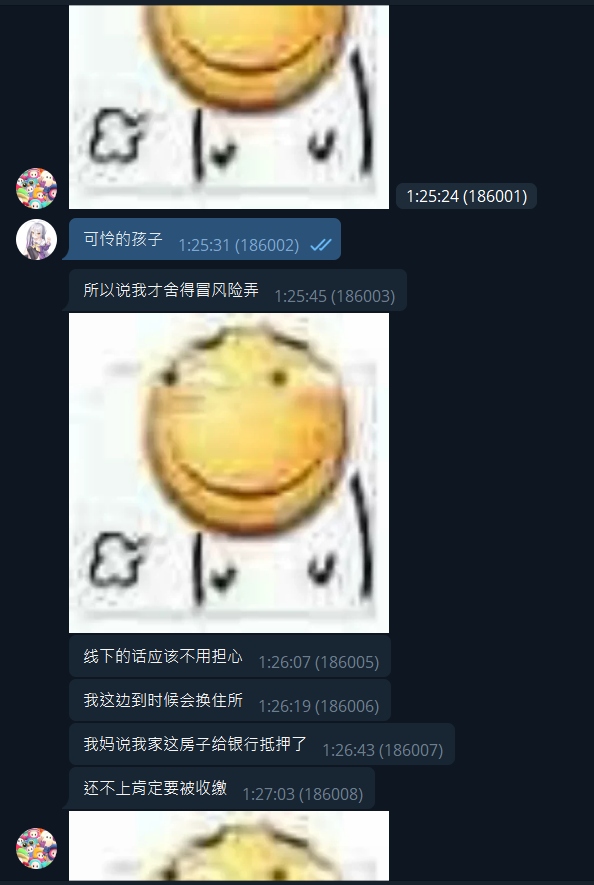 1:25:24 (186001)
可怜的孩子 1:25:31 (186002)
所以说我才舍得冒风险弄 1:25:45 (186003)
线下的话应该不用担心 1:26:07 (186005)
我这边到时候会换住所 1:26:19 (186006)
我妈说我家这房子给银行抵押了 1:26:43 (186007)
还不上肯定要被收缴 1:27:03 (186008)